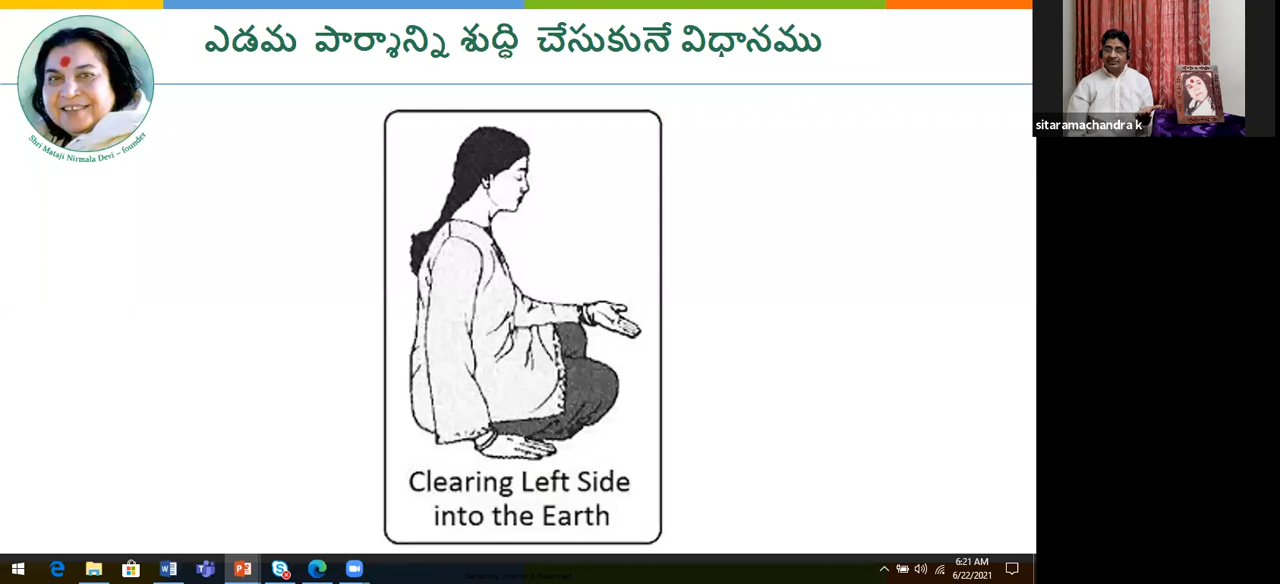 ఎడమ పార్శాన్ని శుద్ధి చేసుకునే విధానము
Shri Mataji Nirmala Devi – founder
sitaramachandra k
Clearing Left Side
into the Earth
6:21 AM
6/22/2021